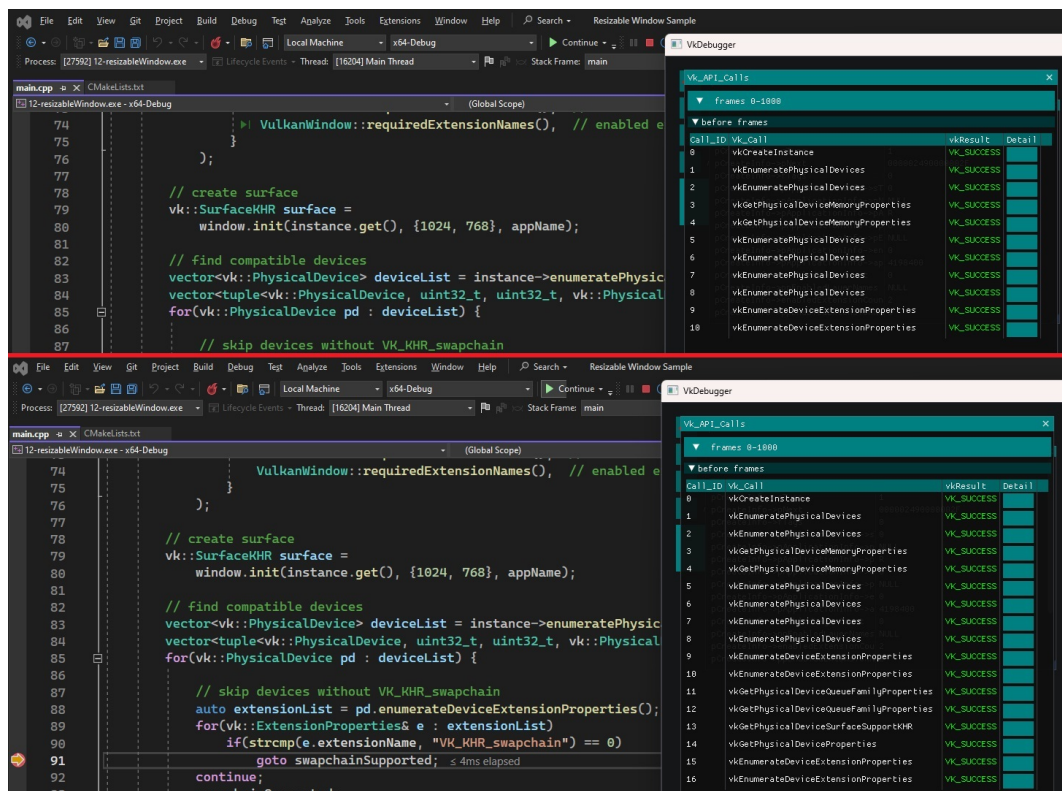 File Edit View Git Project Build Debug Test Analyze Tools Extensions Window Help Search Resizable Window Sample
Local Machine x64-Debug Continue
Process: [27592] 12-resizableWindow.exe Lifecycle Events Thread: [16204] Main Thread Stack Frame: main
main.cpp CMakeLists.txt
12-resizableWindow.exe - x64-Debug (Global Scope)
74 VulkanWindow::requiredExtensionNames(), // enabled e
75 }
76 );
77
78 // create surface
79 vk::SurfaceKHR surface =
80 window.init(instance.get(), {1024, 768}, appName);
81
82 // find compatible devices
83 vector<vk::PhysicalDevice> deviceList = instance->enumeratePhysic
84 vector<tuple<vk::PhysicalDevice, uint32_t, uint32_t, vk::Physical
85 for(vk::PhysicalDevice pd : deviceList) {
86
87 // skip devices without VK_KHR_swapchain
VkDebugger
Vk_API_Calls
frames 0-1000
before frames
Call_ID Vk_Call vkResult Detail
0 vkCreateInstance VK_SUCCESS
1 vkEnumeratePhysicalDevices VK_SUCCESS
2 vkEnumeratePhysicalDevices VK_SUCCESS
3 vkGetPhysicalDeviceMemoryProperties VK_SUCCESS
4 vkGetPhysicalDeviceMemoryProperties VK_SUCCESS
5 vkEnumeratePhysicalDevices VK_SUCCESS
6 vkEnumeratePhysicalDevices VK_SUCCESS
7 vkEnumeratePhysicalDevices VK_SUCCESS
8 vkEnumeratePhysicalDevices VK_SUCCESS
9 vkEnumerateDeviceExtensionProperties VK_SUCCESS
10 vkEnumerateDeviceExtensionProperties VK_SUCCESS
File Edit View Git Project Build Debug Test Analyze Tools Extensions Window Help Search Resizable Window Sample
Local Machine x64-Debug Continue
Process: [27592] 12-resizableWindow.exe Lifecycle Events Thread: [16204] Main Thread Stack Frame: main
main.cpp CMakeLists.txt
12-resizableWindow.exe - x64-Debug (Global Scope)
74 VulkanWindow::requiredExtensionNames(), // enabled e
75 }
76 );
77
78 // create surface
79 vk::SurfaceKHR surface =
80 window.init(instance.get(), {1024, 768}, appName);
81
82 // find compatible devices
83 vector<vk::PhysicalDevice> deviceList = instance->enumeratePhysic
84 vector<tuple<vk::PhysicalDevice, uint32_t, uint32_t, vk::Physical
85 for(vk::PhysicalDevice pd : deviceList) {
86
87 // skip devices without VK_KHR_swapchain
88 auto extensionList = pd.enumerateDeviceExtensionProperties();
89 for(vk::ExtensionProperties& e : extensionList)
90 if(strcmp(e.extensionName, "VK_KHR_swapchain") == 0)
91 goto swapchainSupported; ≤ 4ms elapsed
92 continue;
VkDebugger
Vk_API_Calls
frames 0-1000
before frames
Call_ID Vk_Call vkResult Detail
0 vkCreateInstance VK_SUCCESS
1 vkEnumeratePhysicalDevices VK_SUCCESS
2 vkEnumeratePhysicalDevices VK_SUCCESS
3 vkGetPhysicalDeviceMemoryProperties VK_SUCCESS
4 vkGetPhysicalDeviceMemoryProperties VK_SUCCESS
5 vkEnumeratePhysicalDevices VK_SUCCESS
6 vkEnumeratePhysicalDevices VK_SUCCESS
7 vkEnumeratePhysicalDevices VK_SUCCESS
8 vkEnumeratePhysicalDevices VK_SUCCESS
9 vkEnumerateDeviceExtensionProperties VK_SUCCESS
10 vkEnumerateDeviceExtensionProperties VK_SUCCESS
11 vkGetPhysicalDeviceQueueFamilyProperties VK_SUCCESS
12 vkGetPhysicalDeviceQueueFamilyProperties VK_SUCCESS
13 vkGetPhysicalDeviceSurfaceSupportKHR VK_SUCCESS
14 vkGetPhysicalDeviceProperties VK_SUCCESS
15 vkEnumerateDeviceExtensionProperties VK_SUCCESS
16 vkEnumerateDeviceExtensionProperties VK_SUCCESS